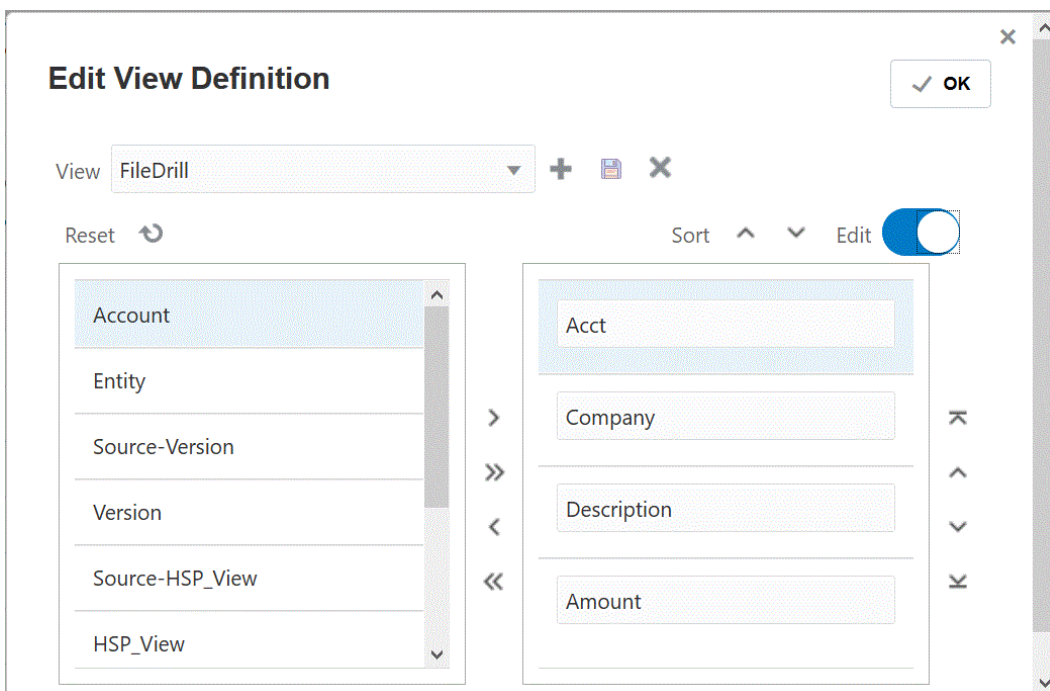 Edit View Definition
OK
View FileDrill
Reset Sort Edit
Account
Entity
Source-Version
Version
Source-HSP_View
HSP_View
Acct
Company
Description
Amount